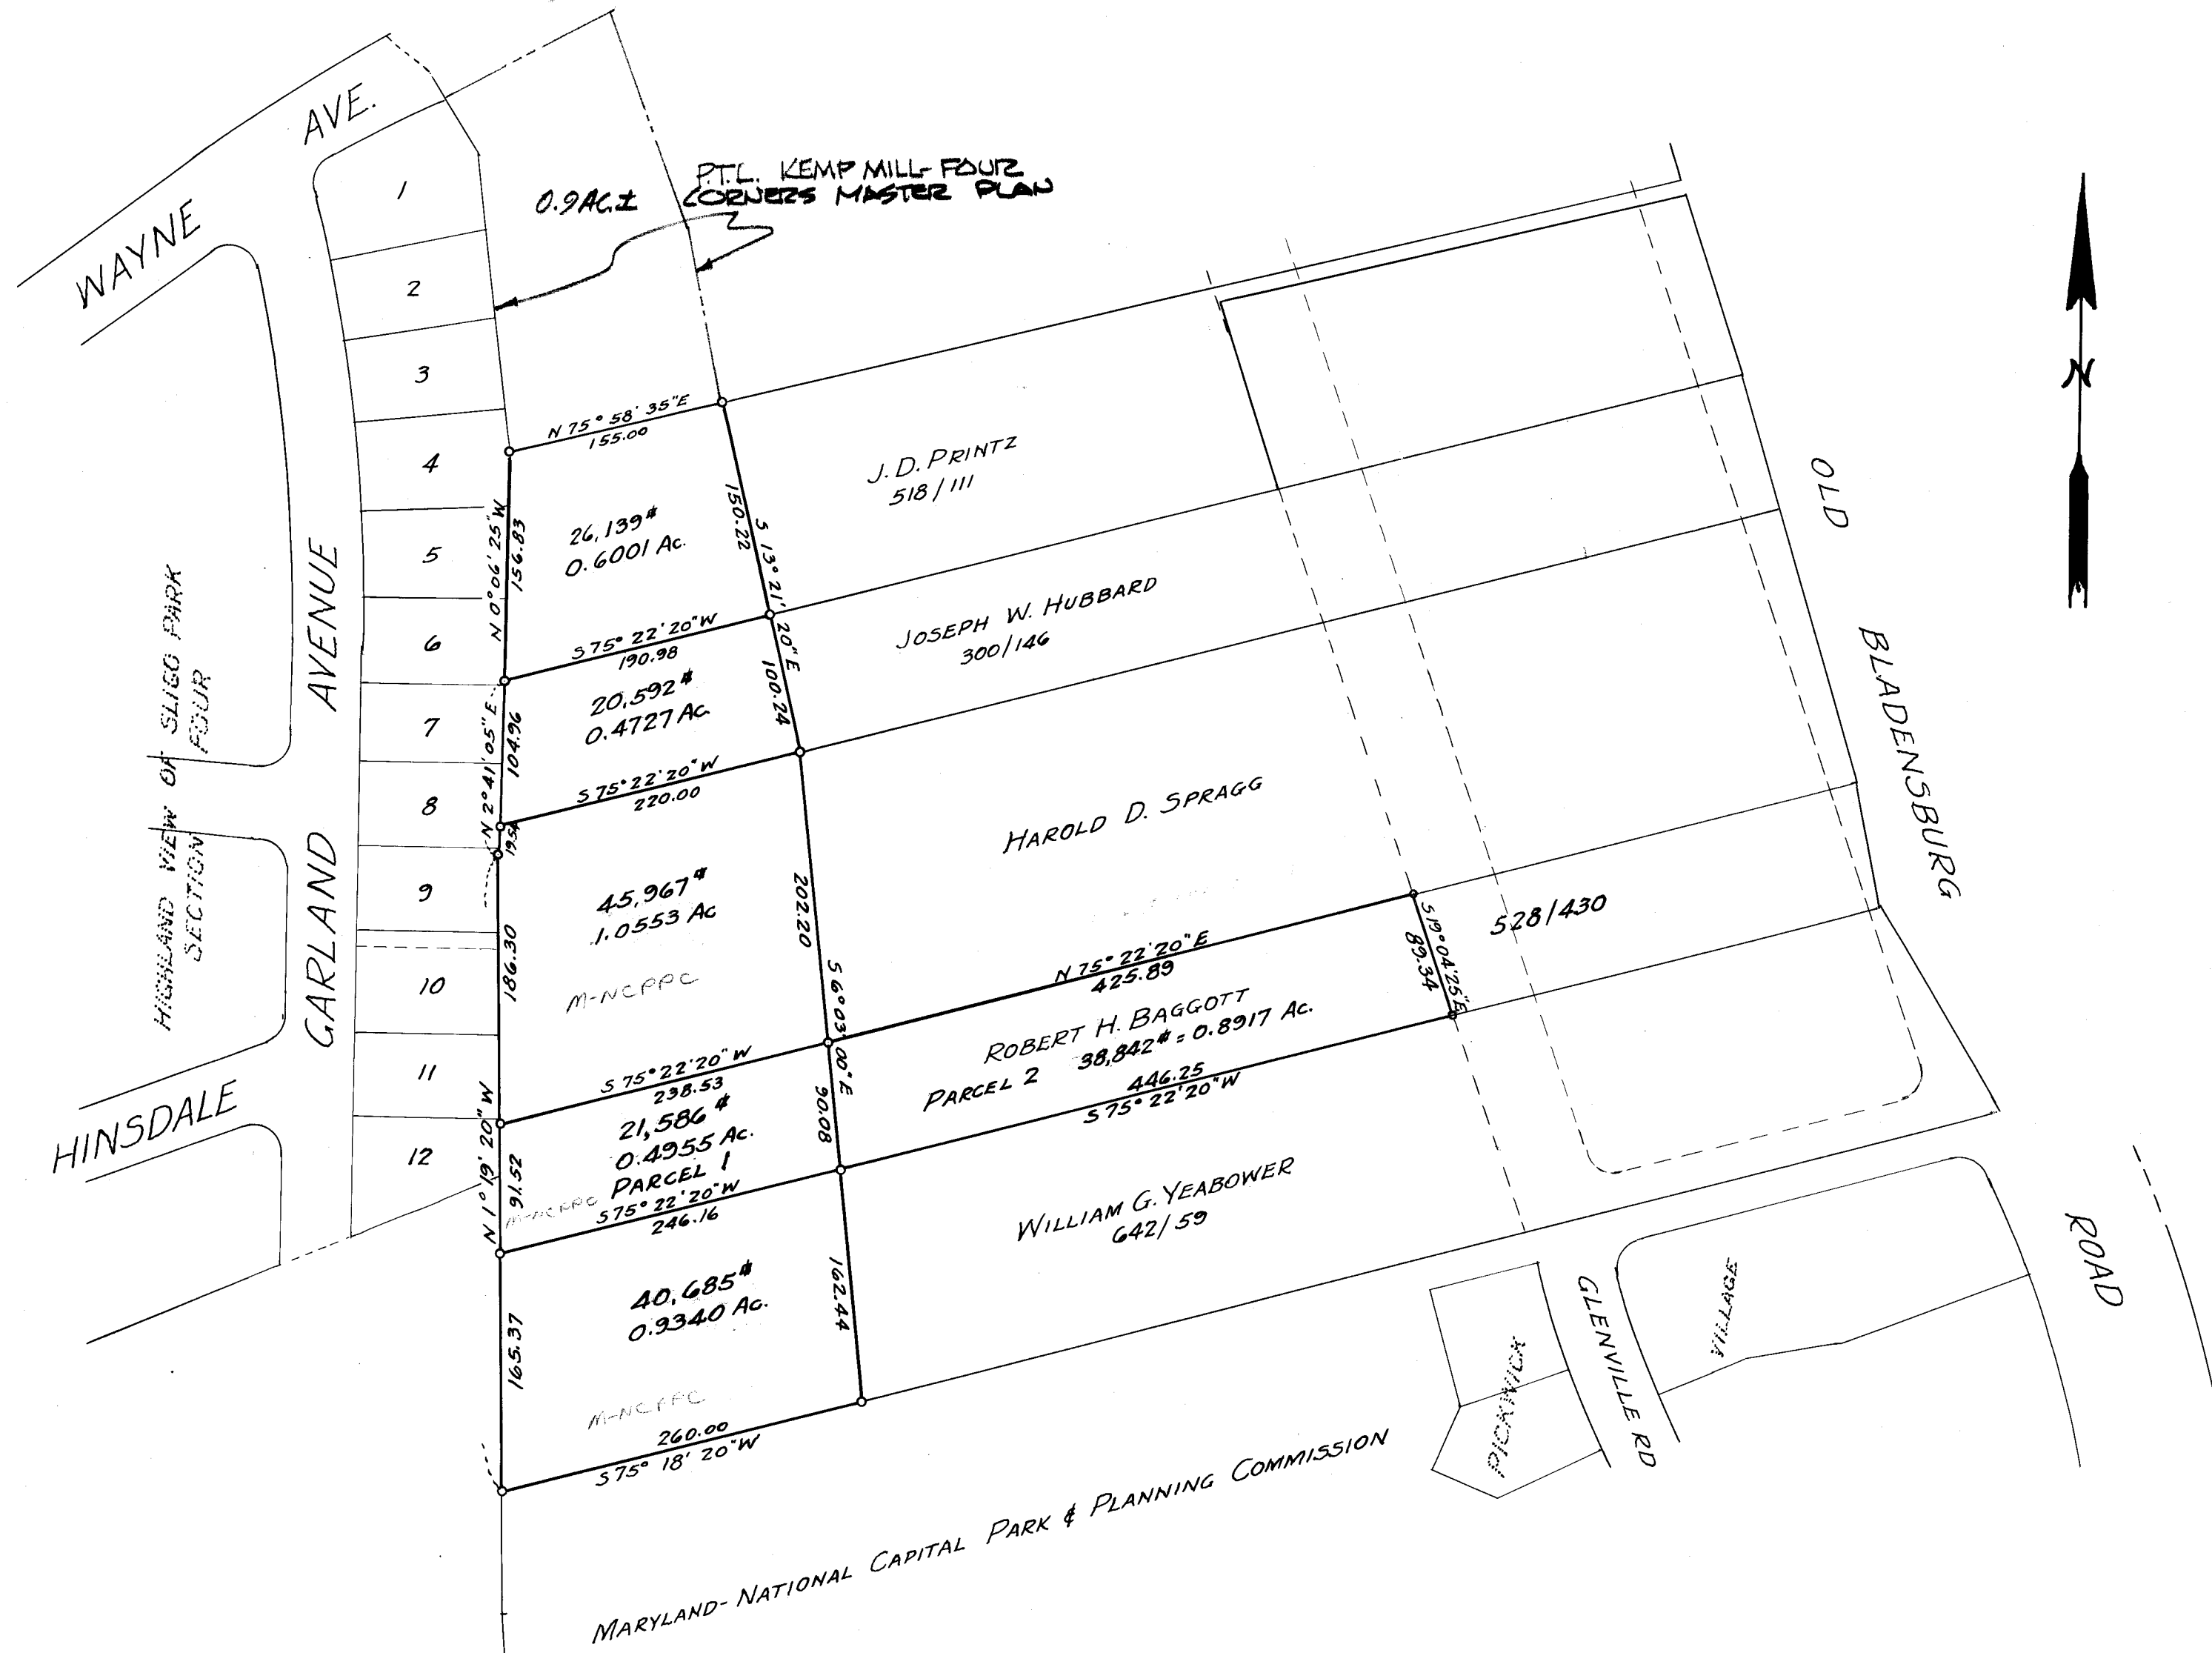 WAYNE AVE.
1
2
3
4
5
6
7
8
9
10
11
12
GARLAND AVENUE
HINSDALE
HIGHLAND VIEW OF SLIGO PARK
SECTION FOUR
0.9 AC.±
P.T.L. KEMP MILL-FOUR
CORNERS MASTER PLAN
N 75° 58' 35"E
155.00
N 0° 06' 25" W
156.83
26,139#
0.6001 Ac.
150.22
S 13° 21' 20" E
100.24
S 75° 22' 20" W
190.98
20,592#
0.4727 Ac.
N 2° 41' 05" E
104.96
S 75° 22' 20" W
220.00
45,967#
1.0553 Ac
M-NCPPC
186.30
202.20
S 6° 03' 00" E
90.08
S 75° 22' 20" W
238.53
21,586#
0.4955 Ac.
PARCEL 1
M-NCPPC
N 1° 19' 20" W
91.52
S 75° 22' 20" W
246.16
40,685#
0.9340 Ac.
M-NCPPC
165.37
162.44
260.00
S 75° 18' 20" W
J.D. PRINTZ
518/111
JOSEPH W. HUBBARD
300/146
HAROLD D. SPRAGG
N 75° 22' 20" E
425.89
ROBERT H. BAGGOTT
PARCEL 2 38,842# = 0.8917 Ac.
446.25
S 75° 22' 20" W
S 19° 04' 25" E
89.34
528/430
WILLIAM G. YEABOWER
642/59
MARYLAND-NATIONAL CAPITAL PARK & PLANNING COMMISSION
PICKWICK
VILLAGE
GLENVILLE RD
OLD BLADENSBURG ROAD
N